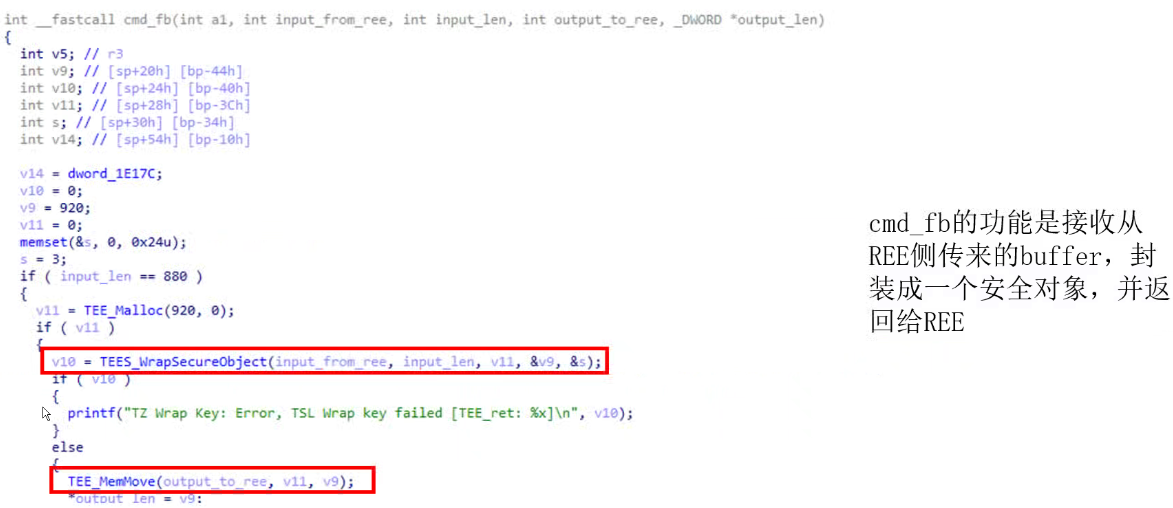 int __fastcall cmd_fb(int a1, int input_from_ree, int input_len, int output_to_ree, _DWORD *output_len)
{
int v5; // r3
int v9; // [sp+20h] [bp-44h]
int v10; // [sp+24h] [bp-40h]
int v11; // [sp+28h] [bp-3Ch]
int s; // [sp+30h] [bp-34h]
int v14; // [sp+54h] [bp-10h]
v14 = dword_1E17C;
v10 = 0;
v9 = 920;
v11 = 0;
memset(&s, 0, 0x24u);
s = 3;
if ( input_len == 880 )
{
v11 = TEE_Malloc(920, 0);
if ( v11 )
{
v10 = TEES_WrapSecureObject(input_from_ree, input_len, v11, &v9, &s);
if ( v10 )
{
printf("TZ Wrap Key: Error, TSL Wrap key failed [TEE_ret: %x]\n", v10);
}
else
{
TEE_MemMove(output_to_ree, v11, v9);
*output_len = v9;
cmd_fb的功能是接收从
REE侧传来的buffer，封
装成一个安全对象，并返
回给REE